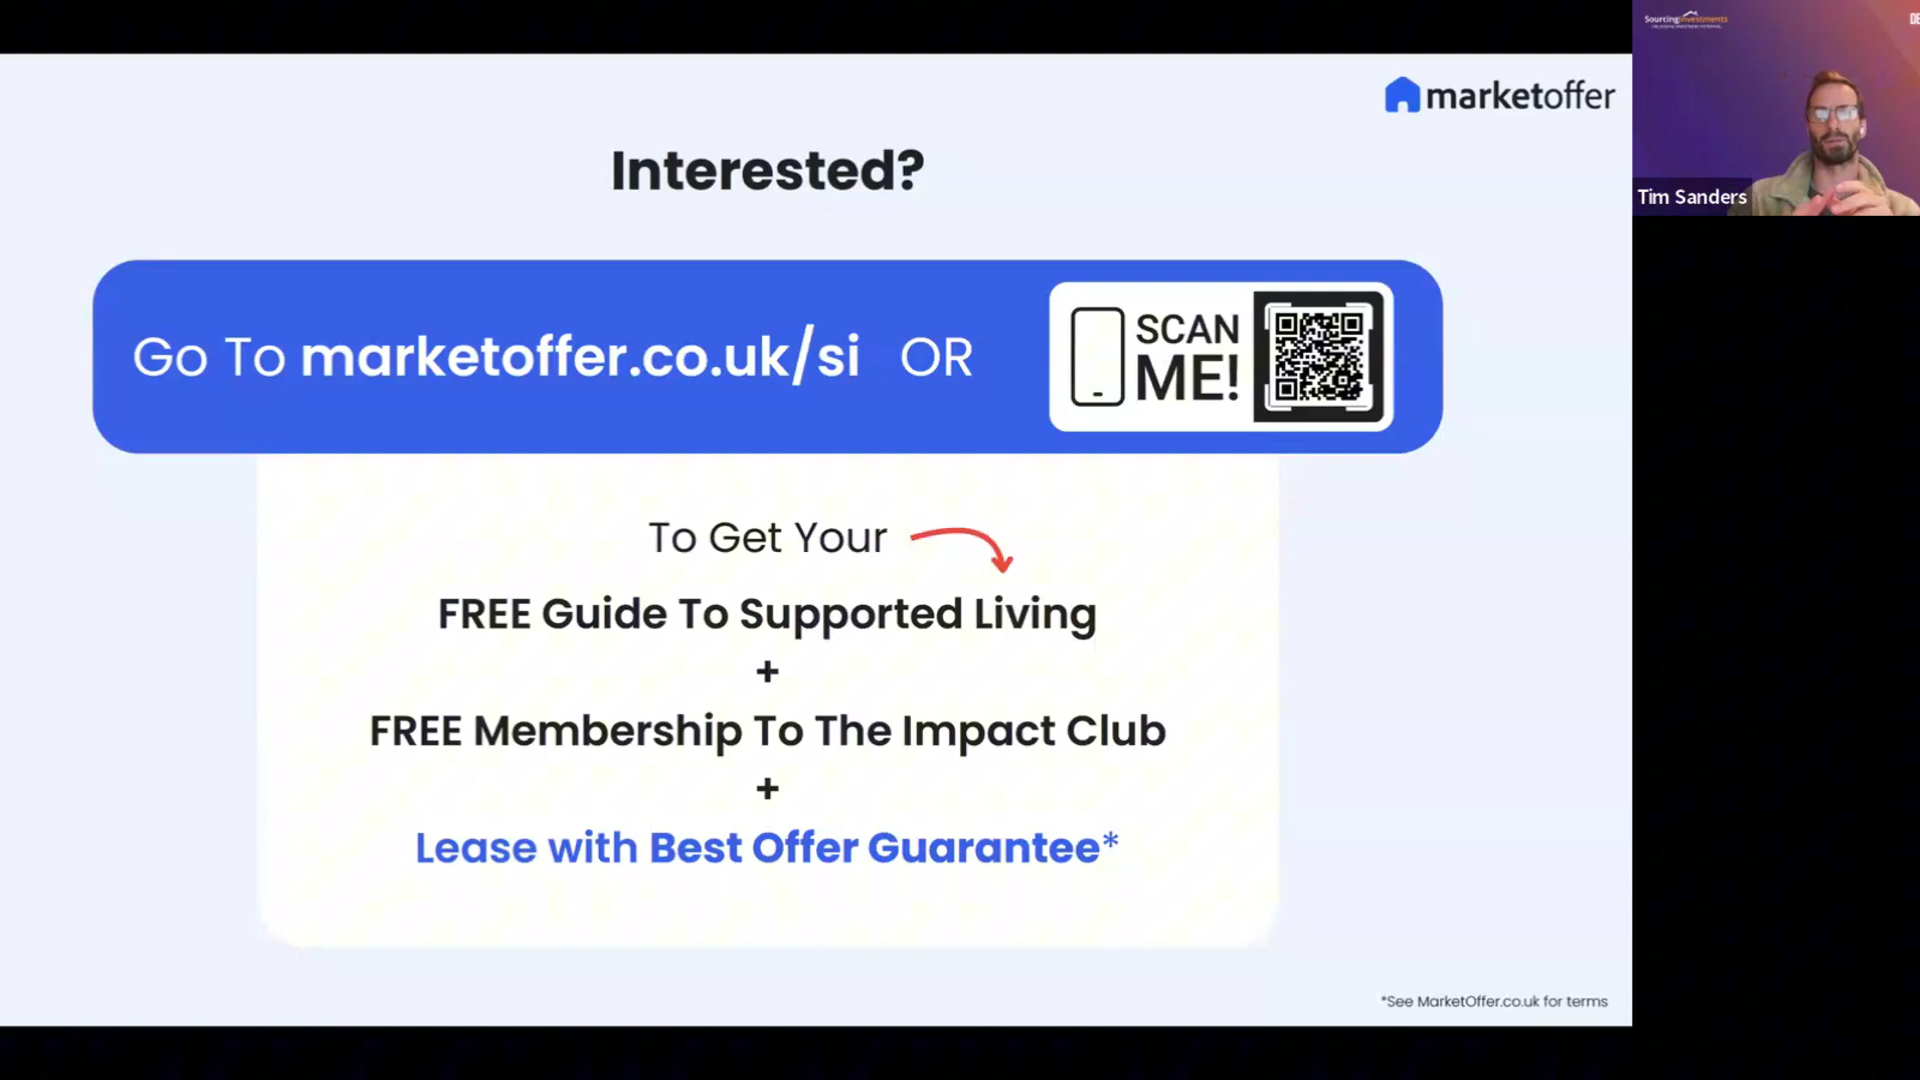 marketoffer
Interested?
Go To marketoffer.co.uk/si OR
SCAN
ME!
To Get Your
FREE Guide To Supported Living
+
FREE Membership To The Impact Club
+
Lease with Best Offer Guarantee*
*See MarketOffer.co.uk for terms
SourcingInvestments
DE
Tim Sanders